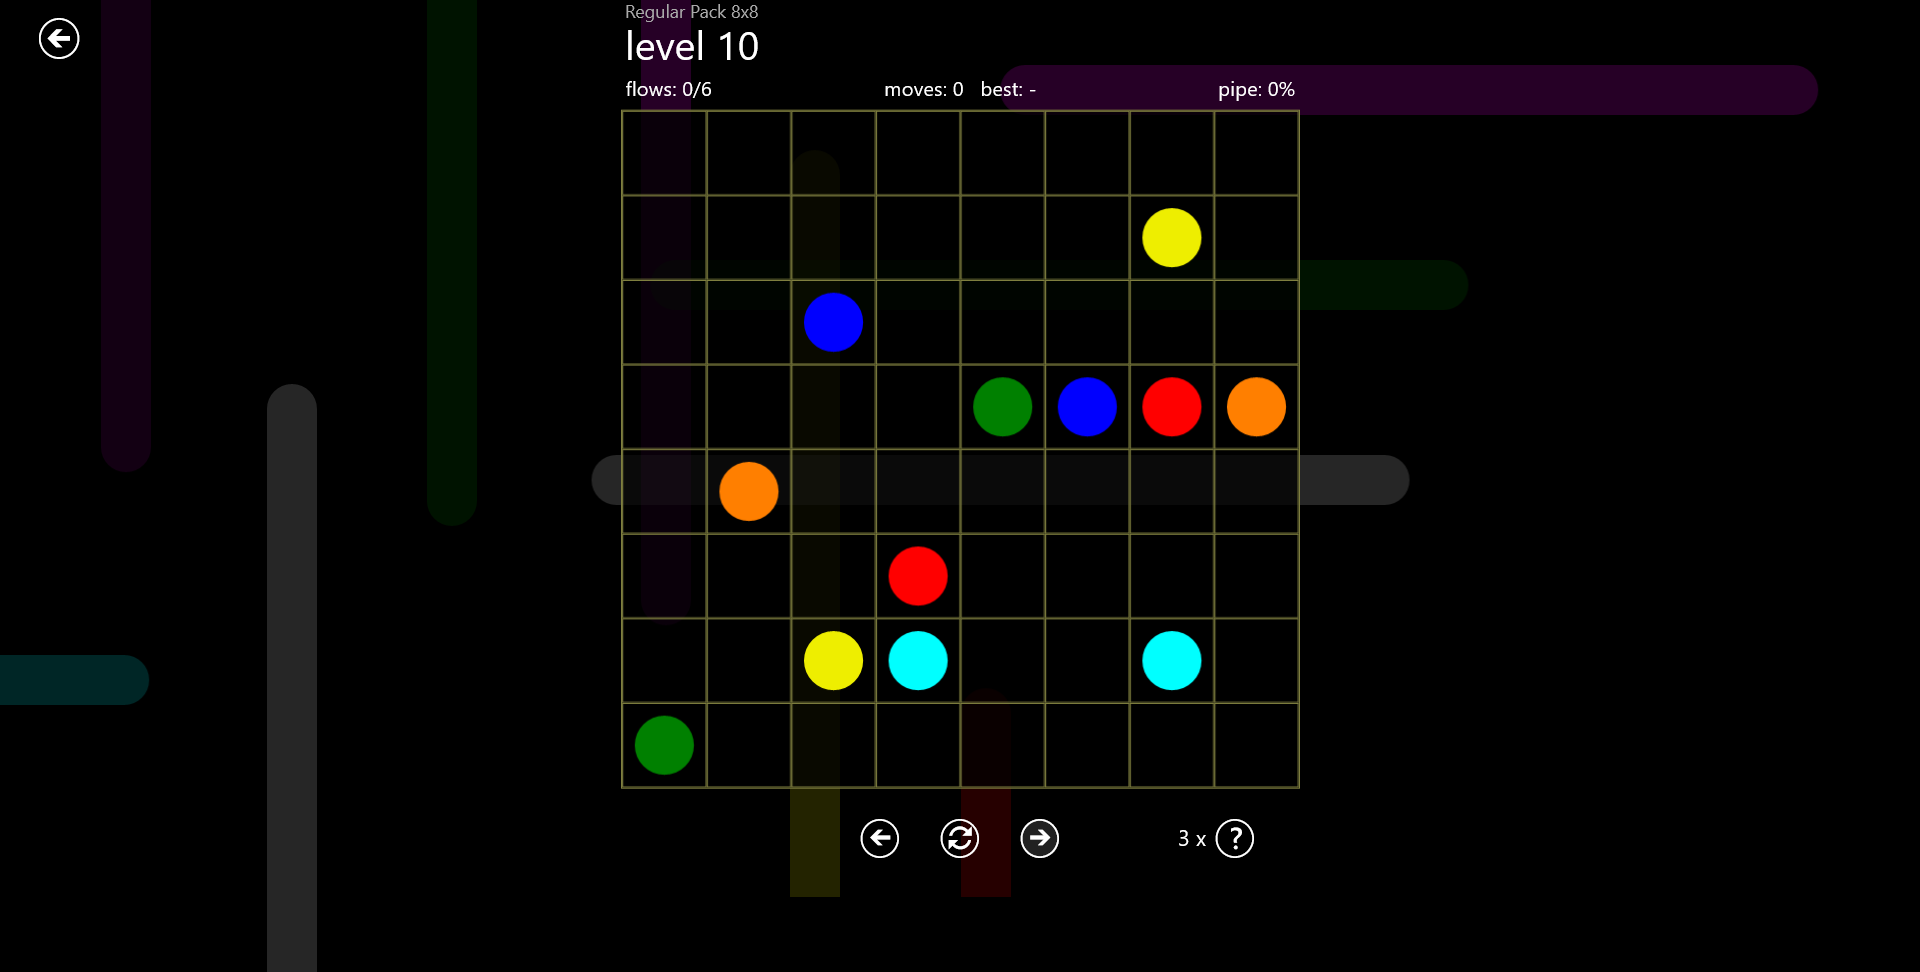 Regular Pack 8x8
level 10
flows: 0/6 moves: 0 best: - pipe: 0%
3 x ?